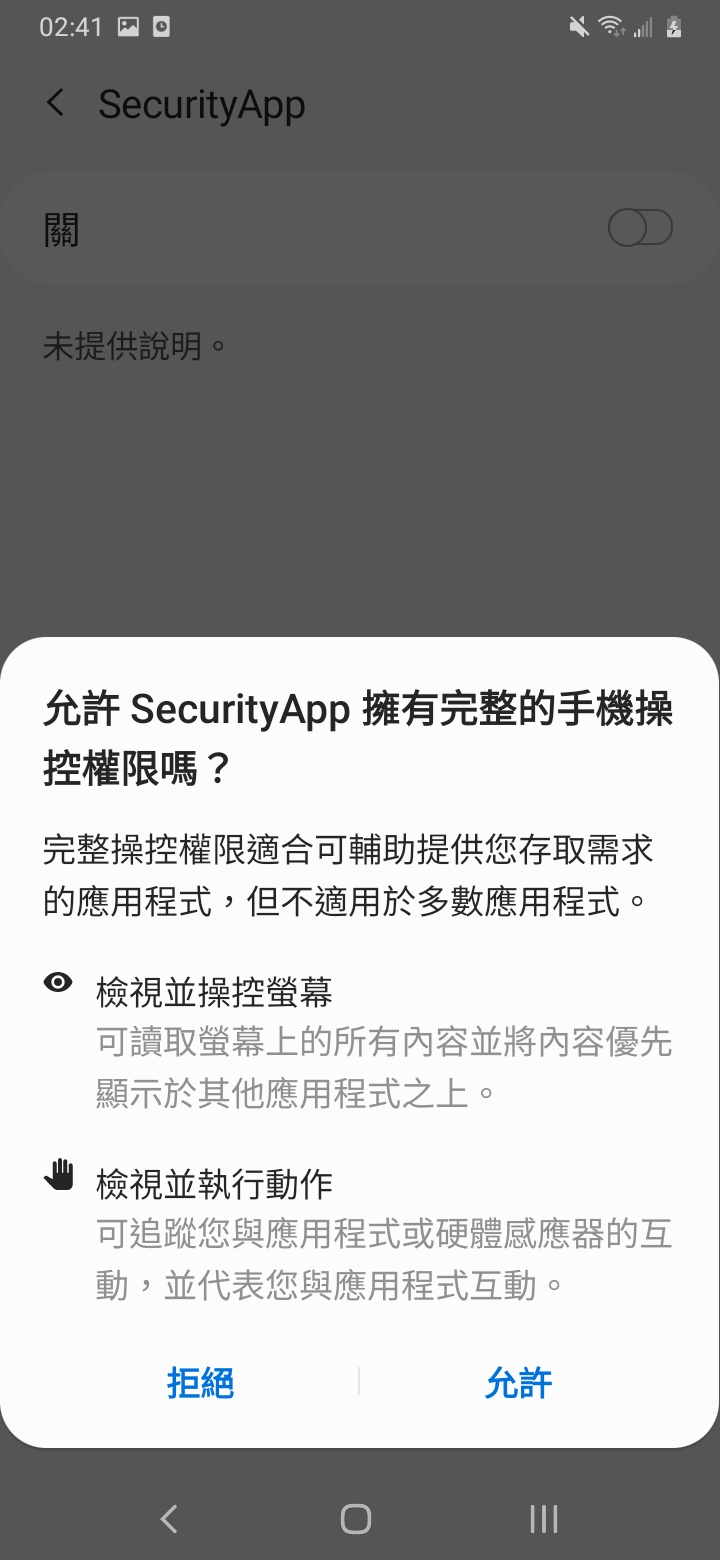 02:41
SecurityApp
關
未提供說明。
允許 SecurityApp 擁有完整的手機操
控權限嗎？
完整操控權限適合可輔助提供您存取需求
的應用程式，但不適用於多數應用程式。
檢視並操控螢幕
可讀取螢幕上的所有內容並將內容優先
顯示於其他應用程式之上。
檢視並執行動作
可追蹤您與應用程式或硬體感應器的互
動，並代表您與應用程式互動。
拒絕
允許